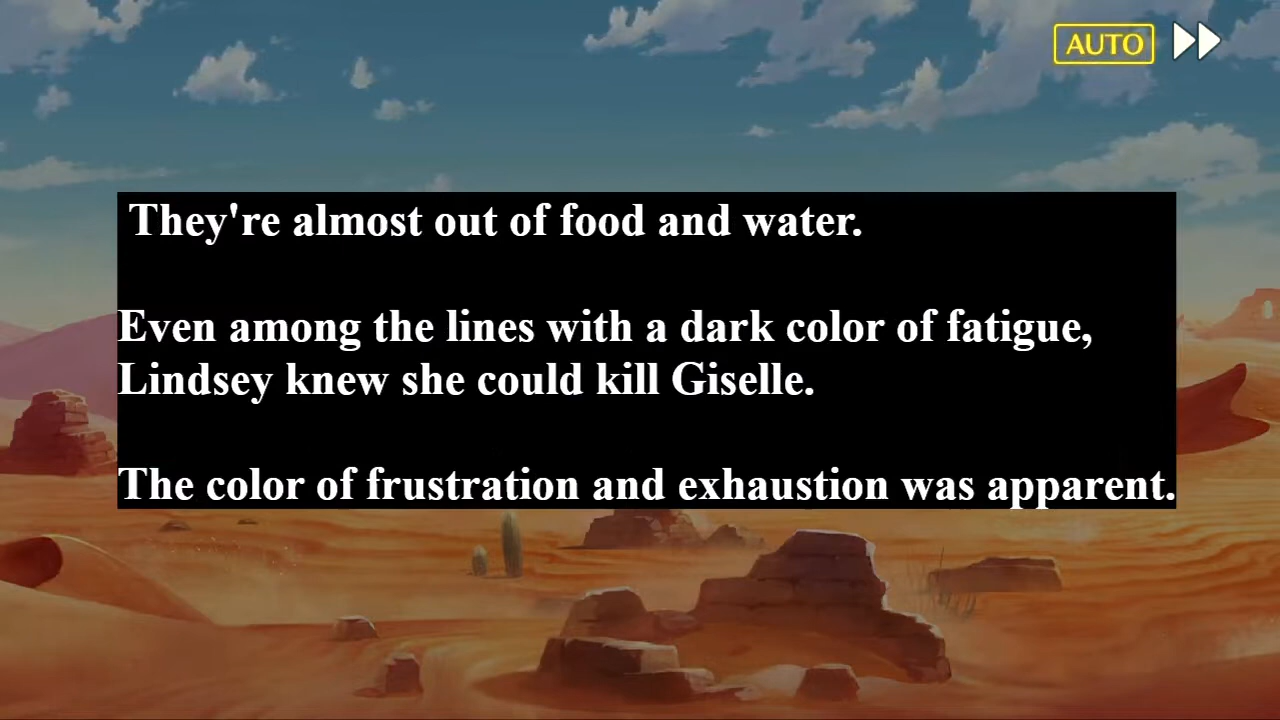 AUTO
They're almost out of food and water.
Even among the lines with a dark color of fatigue,
Lindsey knew she could kill Giselle.
The color of frustration and exhaustion was apparent.